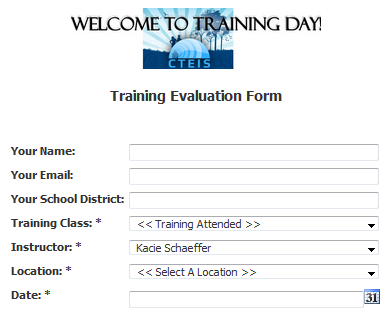 WELCOME TO TRAINING DAY!
CTEIS
Training Evaluation Form
Your Name:
Your Email:
Your School District:
Training Class: * << Training Attended >>
Instructor: * Kacie Schaeffer
Location: * << Select A Location >>
Date: * 31